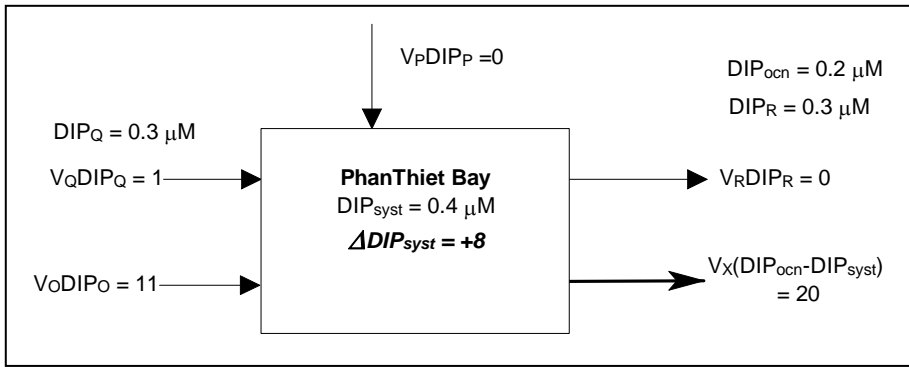 VPDIPP =0
DIPocn = 0.2 μM
DIPR = 0.3 μM
DIPQ = 0.3 μM
VQDIPQ = 1
PhanThiet Bay
DIPsyst = 0.4 μM
ΔDIPsyst = +8
VRDIPR = 0
VODIPO = 11
VX(DIPocn-DIPsyst)
= 20